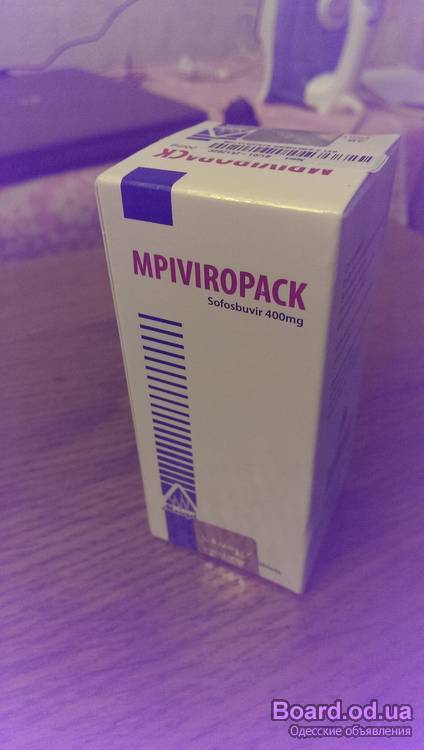 MPIVIROPACK
MPIVIROPACK
Sofosbuvir 400mg
Board.od.ua
Одесские объявления